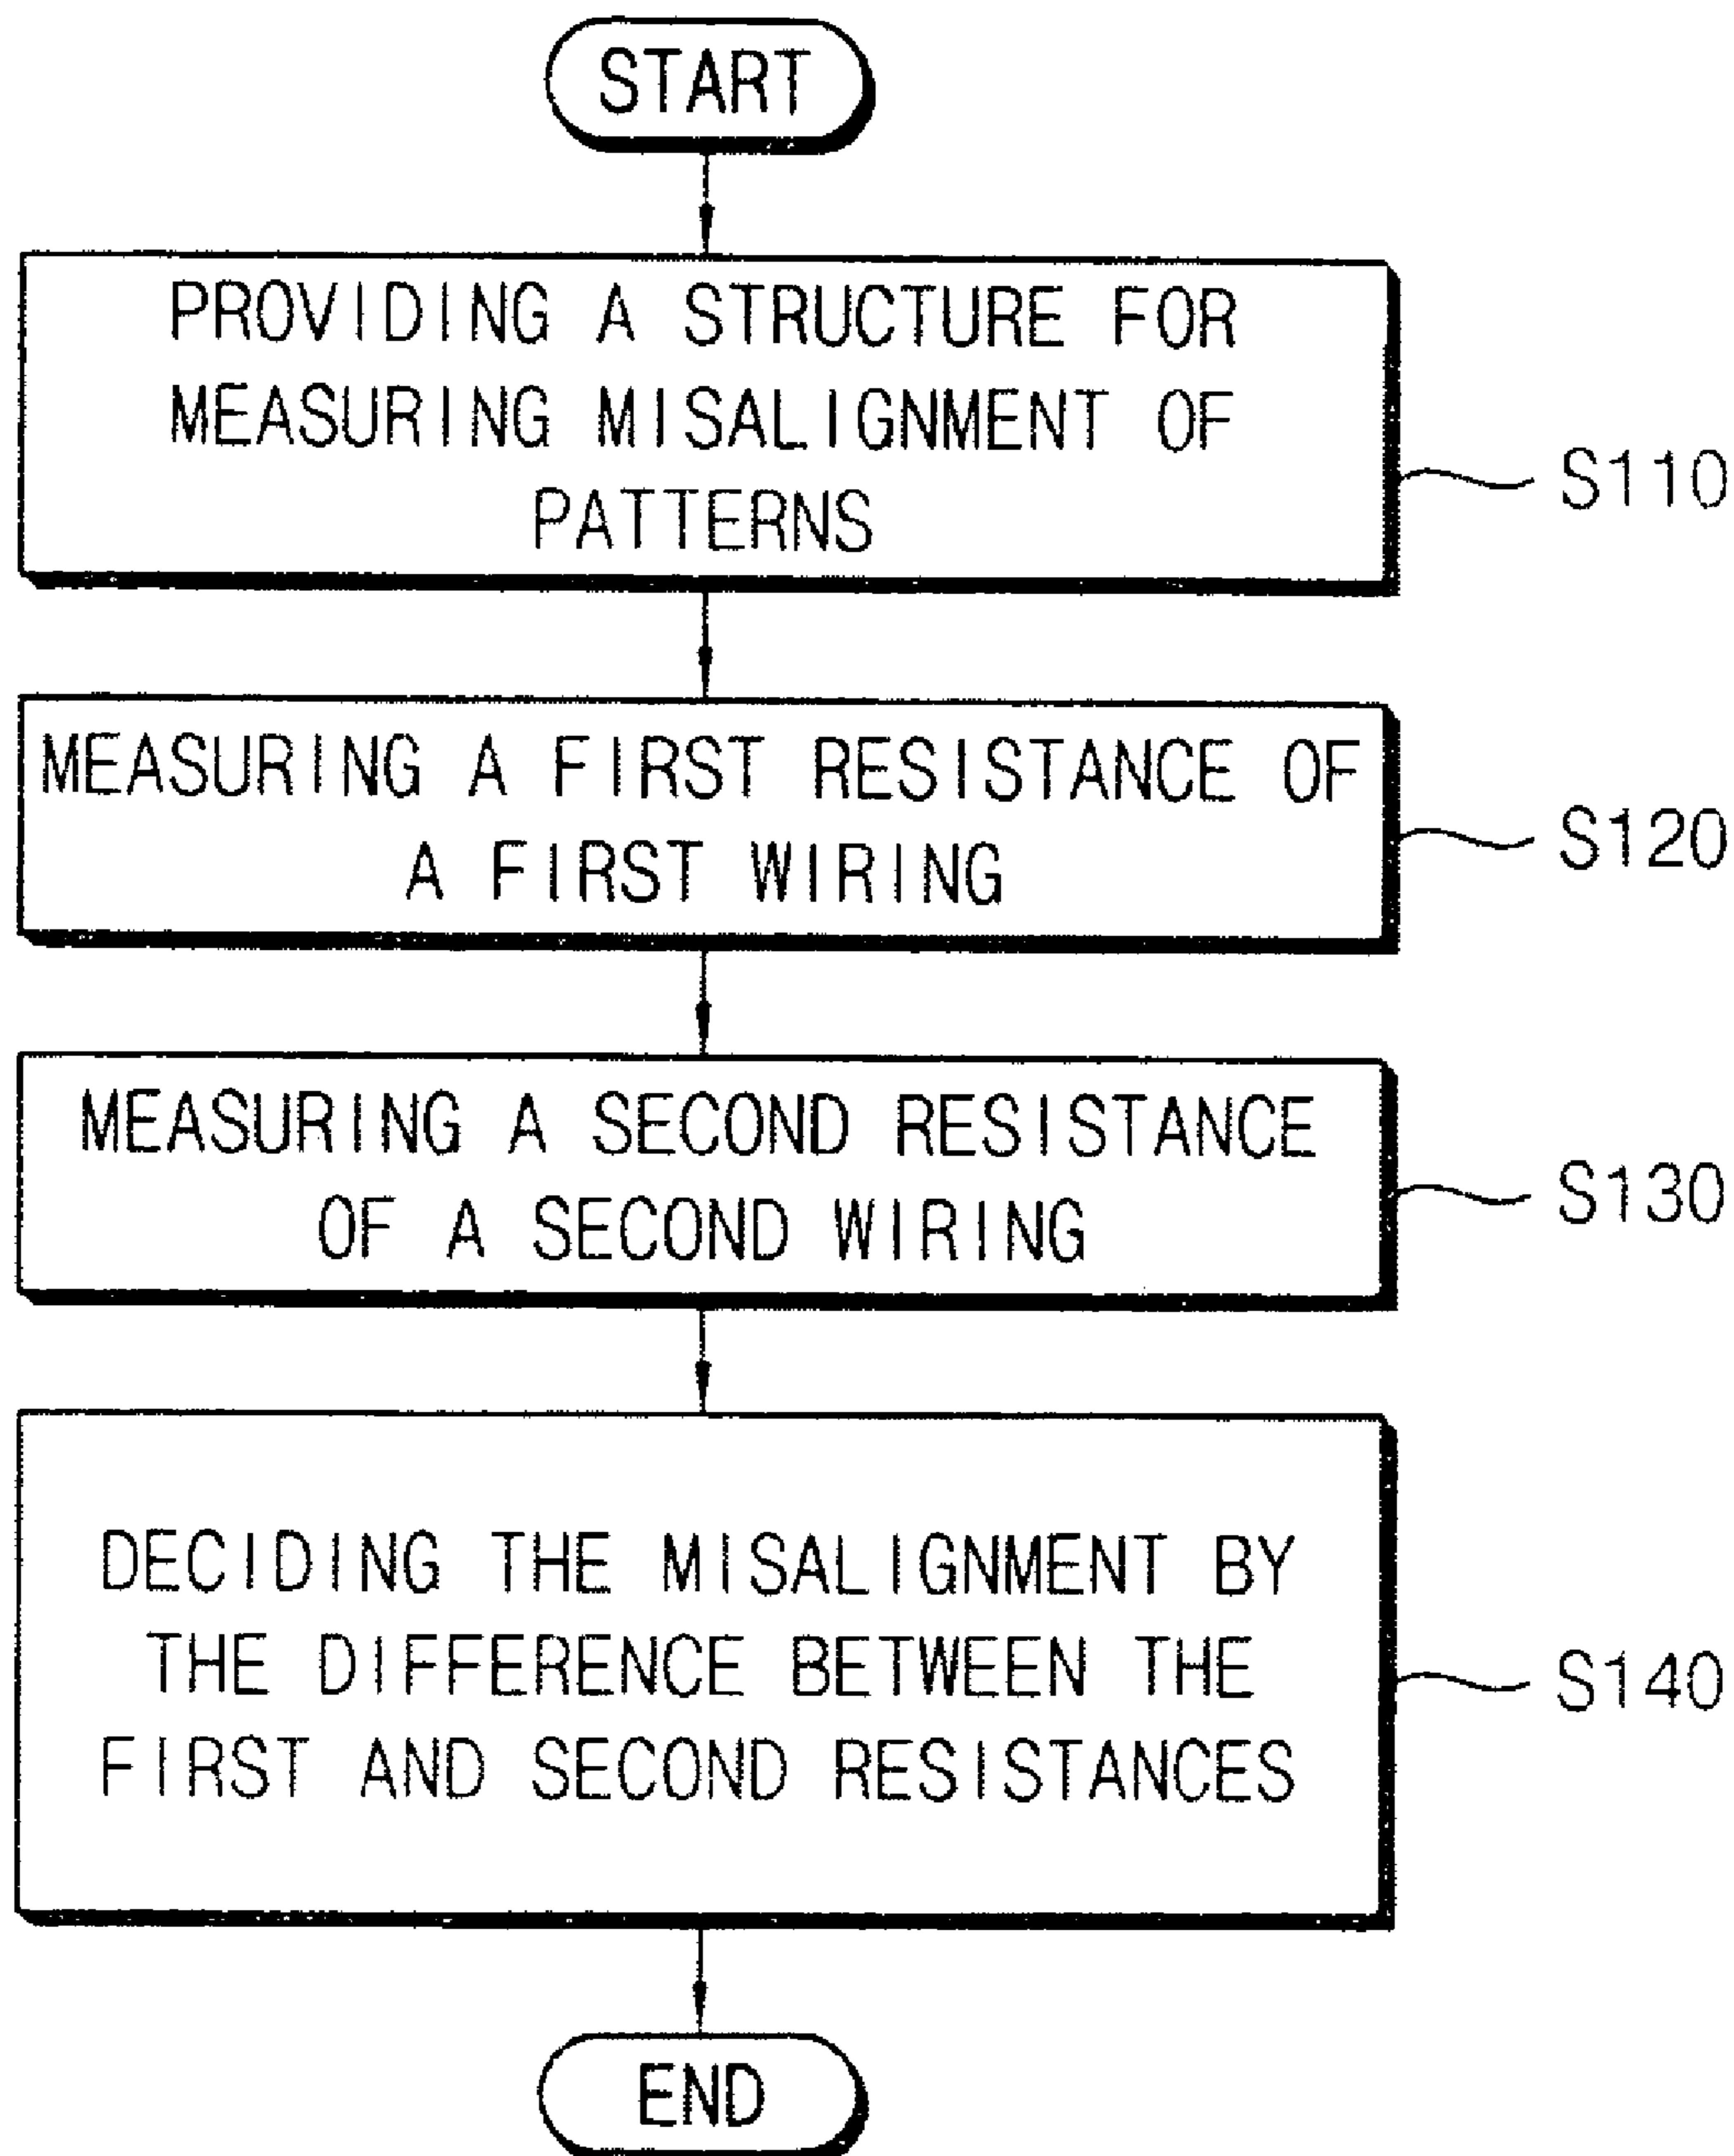 START
PROVIDING A STRUCTURE FOR
MEASURING MISALIGNMENT OF
PATTERNS
S110
MEASURING A FIRST RESISTANCE OF
A FIRST WIRING
S120
MEASURING A SECOND RESISTANCE
OF A SECOND WIRING
S130
DECIDING THE MISALIGNMENT BY
THE DIFFERENCE BETWEEN THE
FIRST AND SECOND RESISTANCES
S140
END